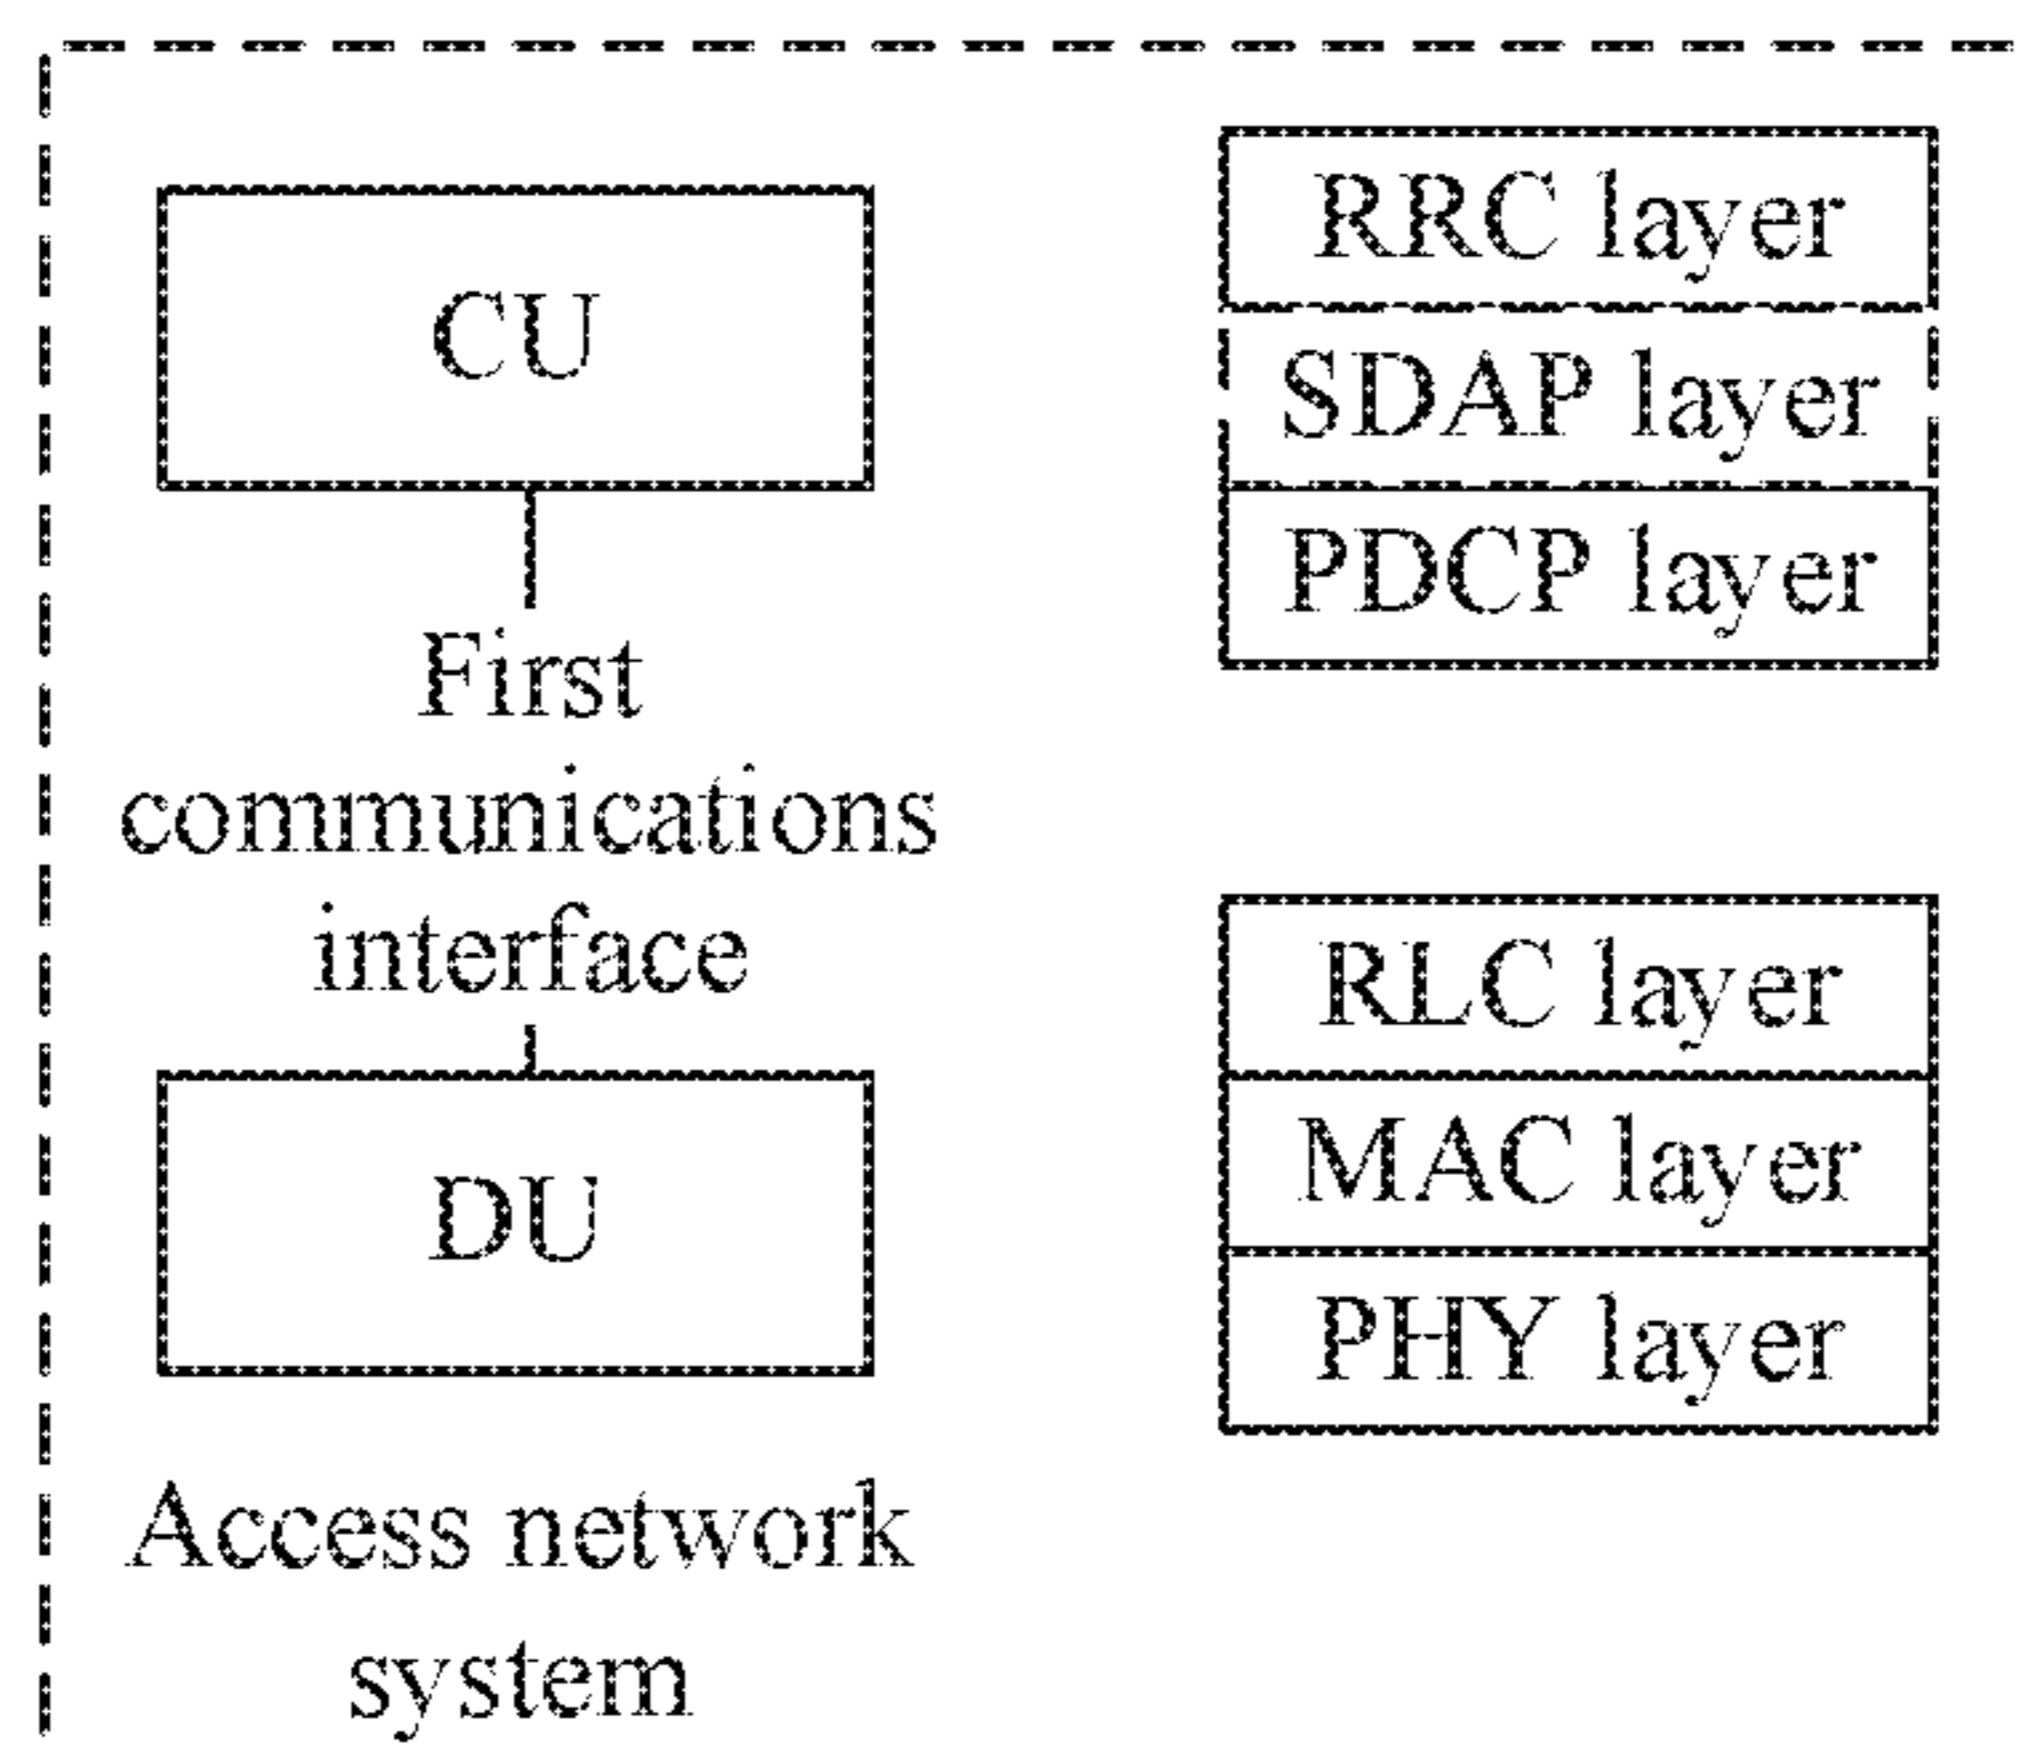 CU
First
communications
interface
DU
Access network
system
RRC layer
SDAP layer
PDCP layer
RLC layer
MAC layer
PHY layer